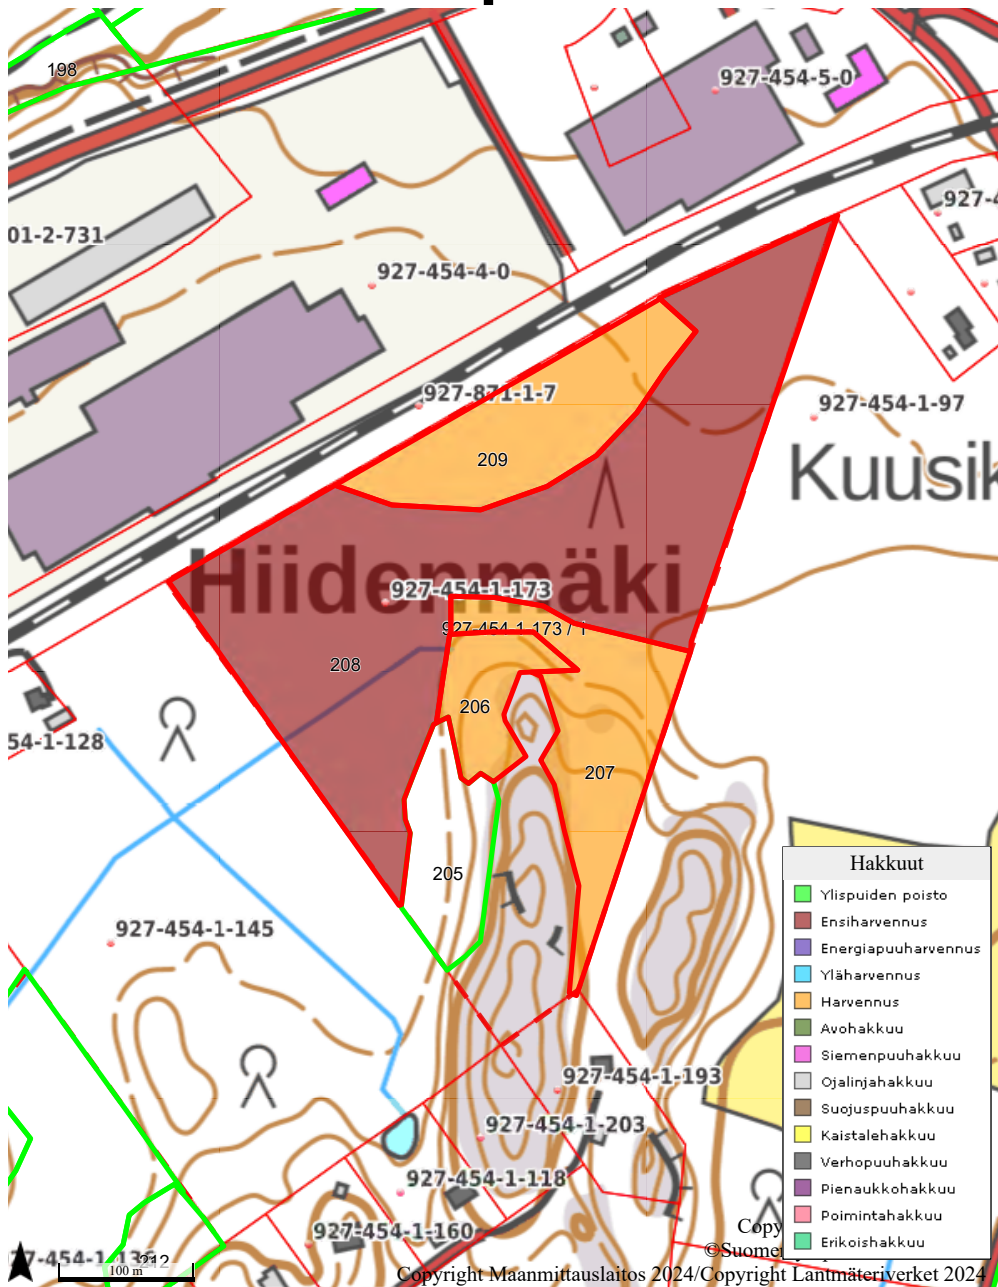 198
927-454-5-0
927-4
01-2-731
927-454-4-0
927-871-1-7
927-454-1-97
209
Kuusik
Hiidenmäki
927-454-1-173
927-454-1-173 / 1
208
206
54-1-128
207
205
927-454-1-145
927-454-1-193
927-454-1-203
927-454-1-118
927-454-1-160
212
100 m
Hakkuut
Ylispuiden poisto
Ensiharvennus
Energiapuuharvennus
Yläharvennus
Harvennus
Avohakkuu
Siemenpuuhakkuu
Ojalinjahakkuu
Suojuspuuhakkuu
Kaistalehakkuu
Verhopuuhakkuu
Pienaukkohakkuu
Poimintahakkuu
Erikoishakkuu
Copy
©Suomen
Copyright Maanmittauslaitos 2024/Copyright Lantmäteriverket 2024